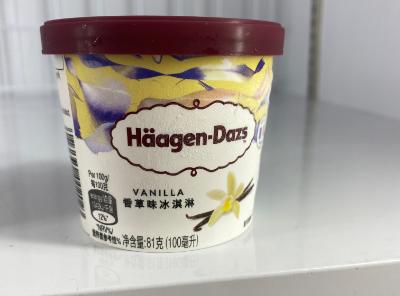 Häagen-Dazs
VANILLA
香草味冰淇淋
Per 100g/
每100克
12%*
净含量:81克(100毫升)